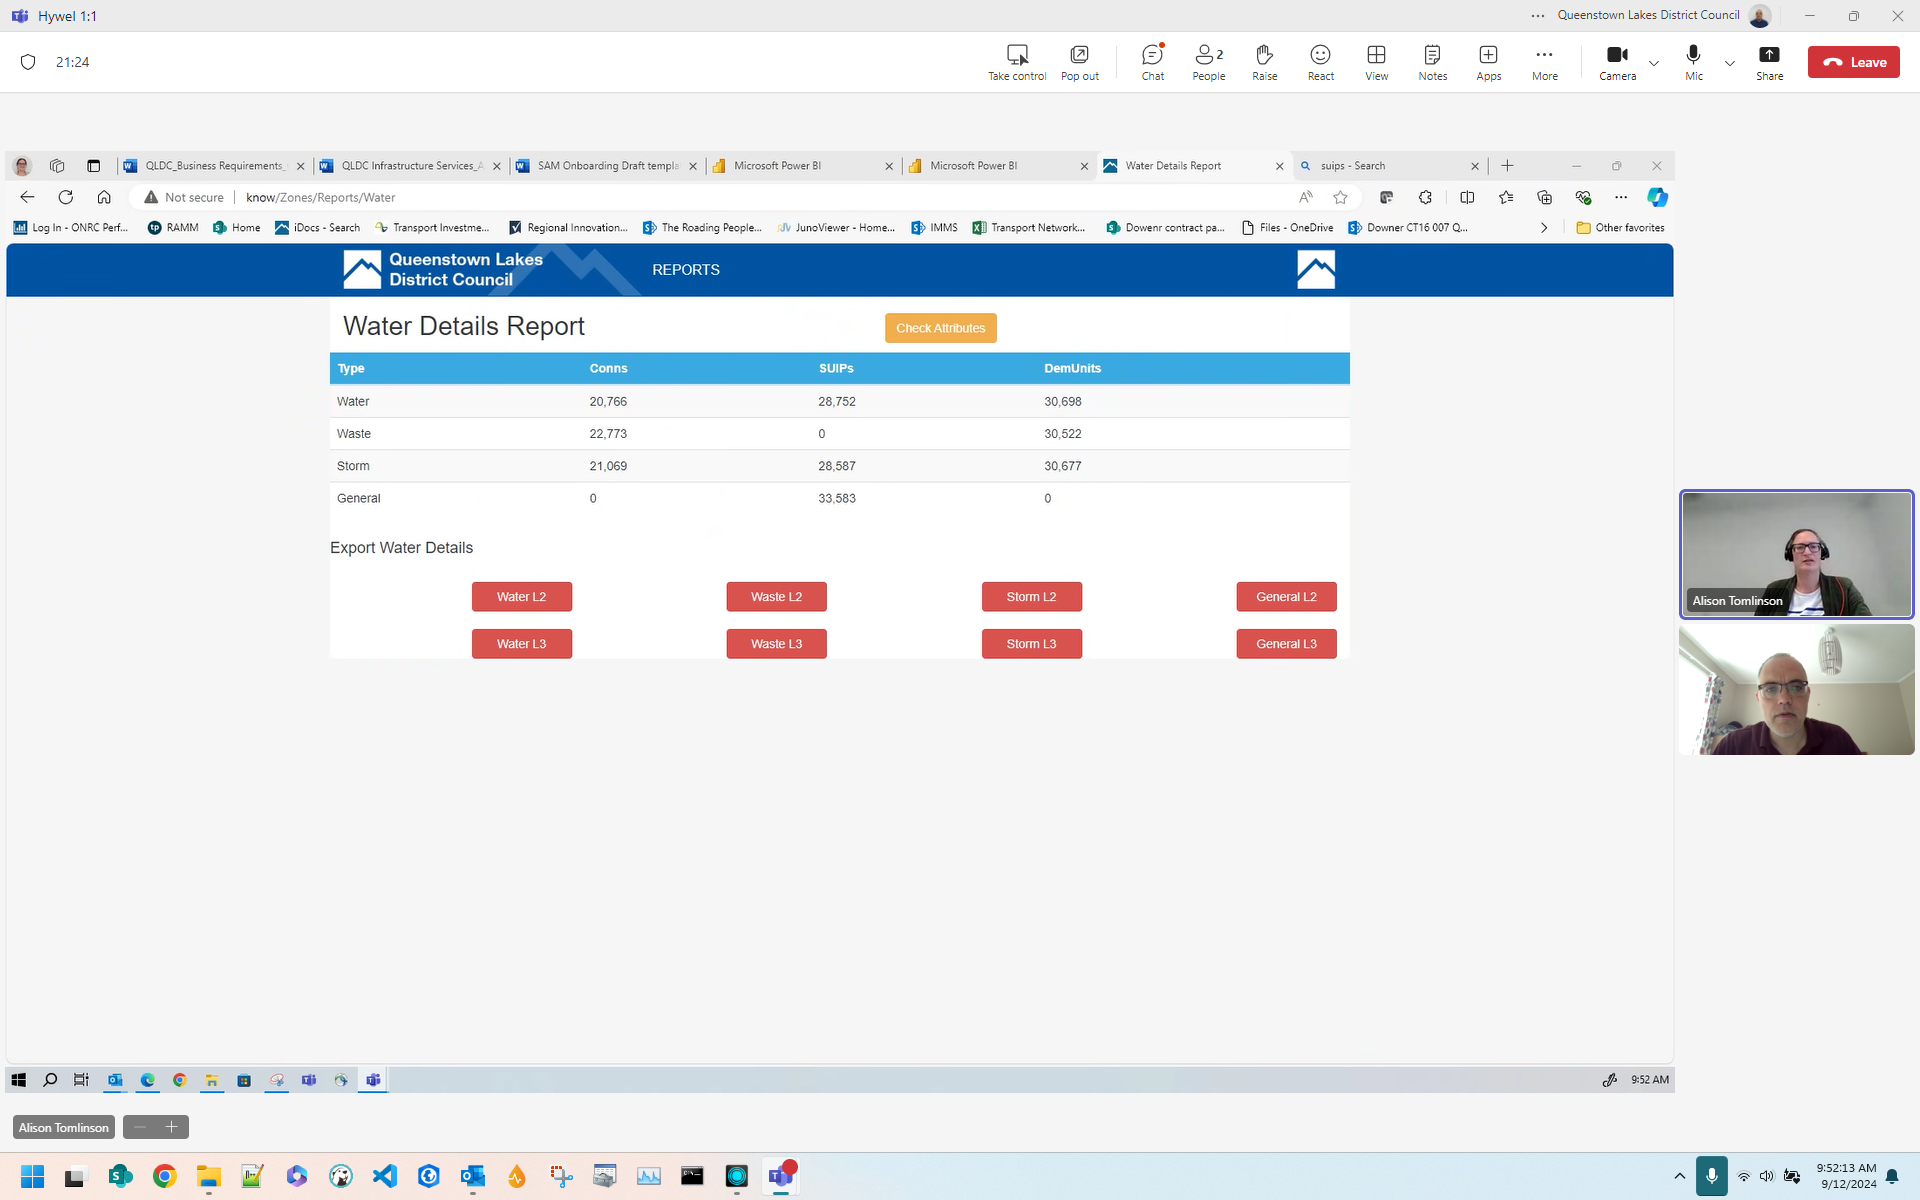 Hywel 1:1
Queenstown Lakes District Council
21:24
Take control
Pop out
Chat
2
People
Raise
React
View
Notes
Apps
More
Camera
Mic
Share
Leave
QLDC_Business Requirements_
QLDC Infrastructure Services_A
SAM Onboarding Draft templa
Microsoft Power BI
Microsoft Power BI
Water Details Report
suips - Search
Not secure
know/Zones/Reports/Water
Log In - ONRC Perf...
RAMM
Home
iDocs - Search
Transport Investme...
Regional Innovation...
The Roading People...
JunoViewer - Home...
IMMS
Transport Network...
Dowenr contract pa...
Files - OneDrive
Downer CT16 007 Q...
Other favorites
Queenstown Lakes
District Council
REPORTS
Water Details Report
Check Attributes
Type Conns SUIPs DemUnits
Water 20,766 28,752 30,698
Waste 22,773 0 30,522
Storm 21,069 28,587 30,677
General 0 33,583 0
Export Water Details
Water L2 Waste L2 Storm L2 General L2
Water L3 Waste L3 Storm L3 General L3
Alison Tomlinson
9:52 AM
Alison Tomlinson
9:52:13 AM
9/12/2024